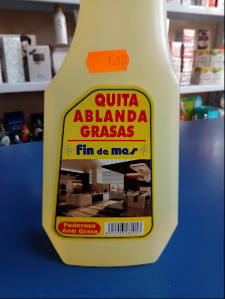 QUITA
ABLANDA
GRASAS
Fin de mes
Poderoso
Anti Grasa